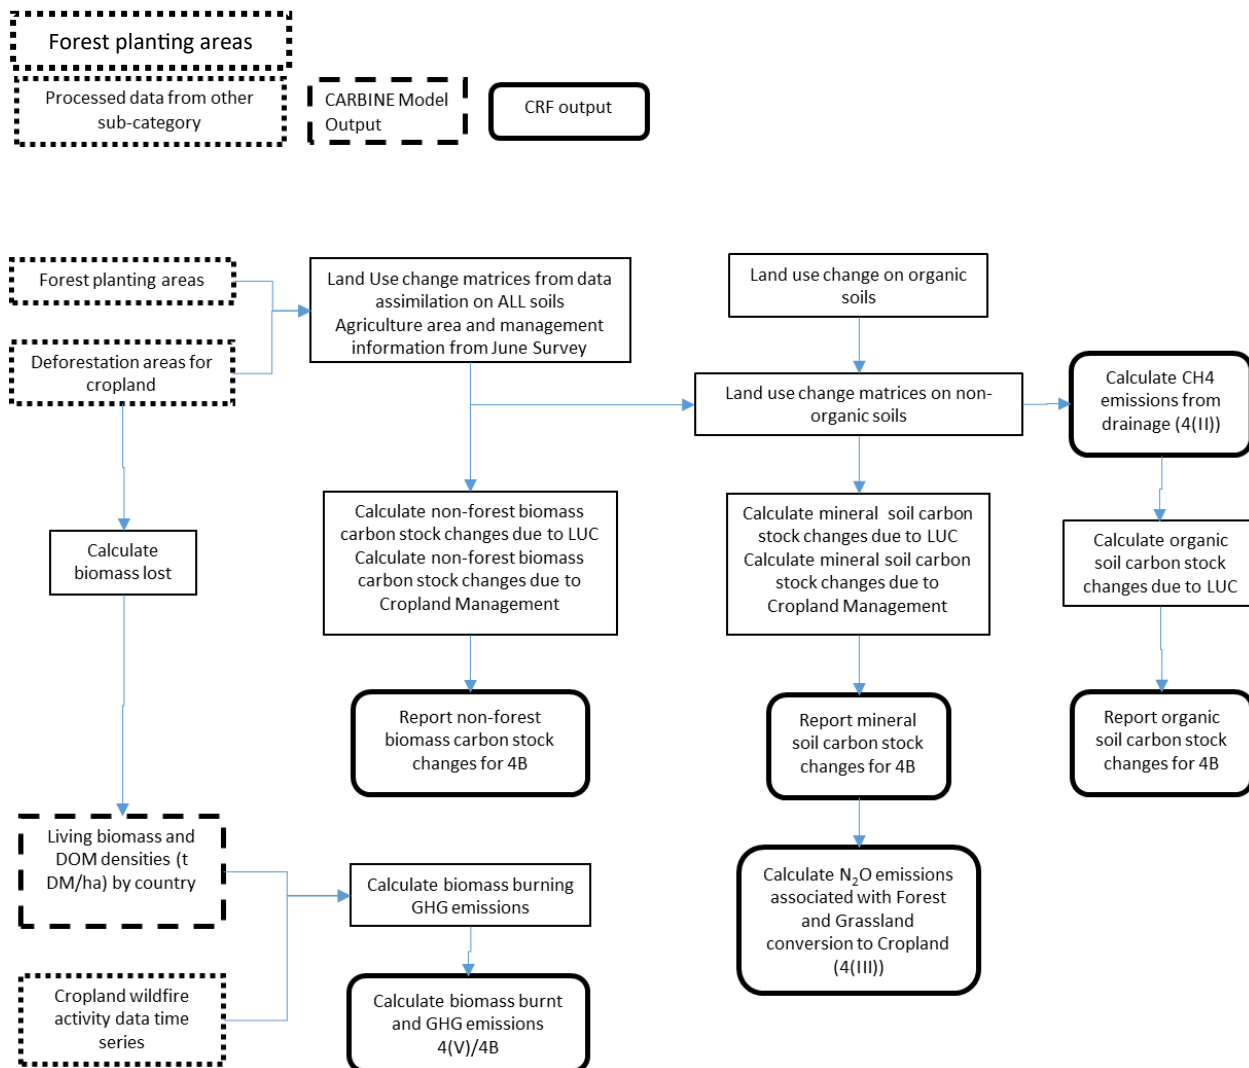 Forest planting areas
Processed data from other
sub-category
CARBINE Model
Output
CRF output
Forest planting areas
Deforestation areas for
cropland
Land Use change matrices from data
assimilation on ALL soils
Agriculture area and management
information from June Survey
Land use change on organic
soils
Land use change matrices on non-
organic soils
Calculate CH4
emissions from
drainage (4(II))
Calculate
biomass lost
Calculate non-forest biomass
carbon stock changes due to LUC
Calculate non-forest biomass
carbon stock changes due to
Cropland Management
Calculate mineral  soil carbon
stock changes due to LUC
Calculate mineral soil carbon
stock changes due to
Cropland Management
Calculate organic
soil carbon stock
changes due to LUC
Report non-forest
biomass carbon stock
changes for 4B
Report mineral
soil carbon stock
changes for 4B
Report organic
soil carbon stock
changes for 4B
Living biomass and
DOM densities (t
DM/ha) by country
Calculate biomass burning
GHG emissions
Calculate N₂O emissions
associated with Forest
and Grassland
conversion to Cropland
(4(III))
Cropland wildfire
activity data time
series
Calculate biomass burnt
and GHG emissions
4(V)/4B